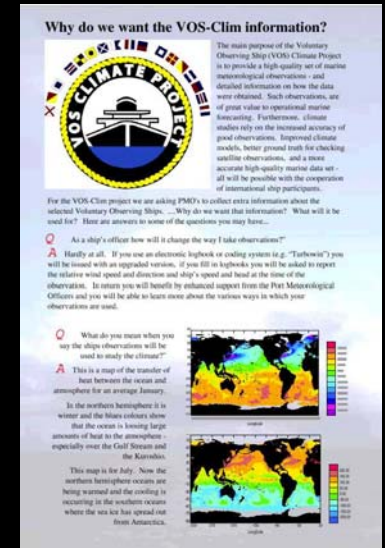 Why do we want the VOS-Clim information?
VOS CLIMATE PROJECT
The main purpose of the Voluntary
Observing Ship (VOS) Climate Project
is to provide a high-quality set of marine
meteorological observations - and
detailed information on how the data
were obtained. Such observations, are
of great value to operational marine
forecasting. Furthermore, climate
studies rely on the increased accuracy of
good observations. Improved climate
models, better ground truth for checking
satellite observations, and a more
accurate high-quality marine data set -
all will be possible with the cooperation
of international ship participants.
For the VOS-Clim project we are asking PMO's to collect extra information about the
selected Voluntary Observing Ships. ....Why do we want that information? What will it be
used for? Here are answers to some of the questions you may have...
Q As a ship's officer how will it change the way I take observations?"
A Hardly at all. If you use an electronic logbook or coding system (e.g. "Turbowin") you
will be issued with an upgraded version, if you fill in logbooks you will be asked to report
the relative wind speed and direction and ship's speed and head at the time of the
observation. In return you will benefit by enhanced support from the Port Meteorological
Officers and you will be able to learn more about the various ways in which your
observations are used.
Q What do you mean when you
say the ships observations will be
used to study the climate?"
A This is a map of the transfer of
heat between the ocean and
atmosphere for an average January.
In the northern hemisphere it is
winter and the blues colours show
that the ocean is loosing large
amounts of heat to the atmosphere -
especially over the Gulf Stream and
the Kuroshio.
This map is for July. Now the
northern hemisphere oceans are
being warmed and the cooling is
occurring in the southern oceans
where the sea ice has spread out
from Antarctica.
Longitude
Longitude